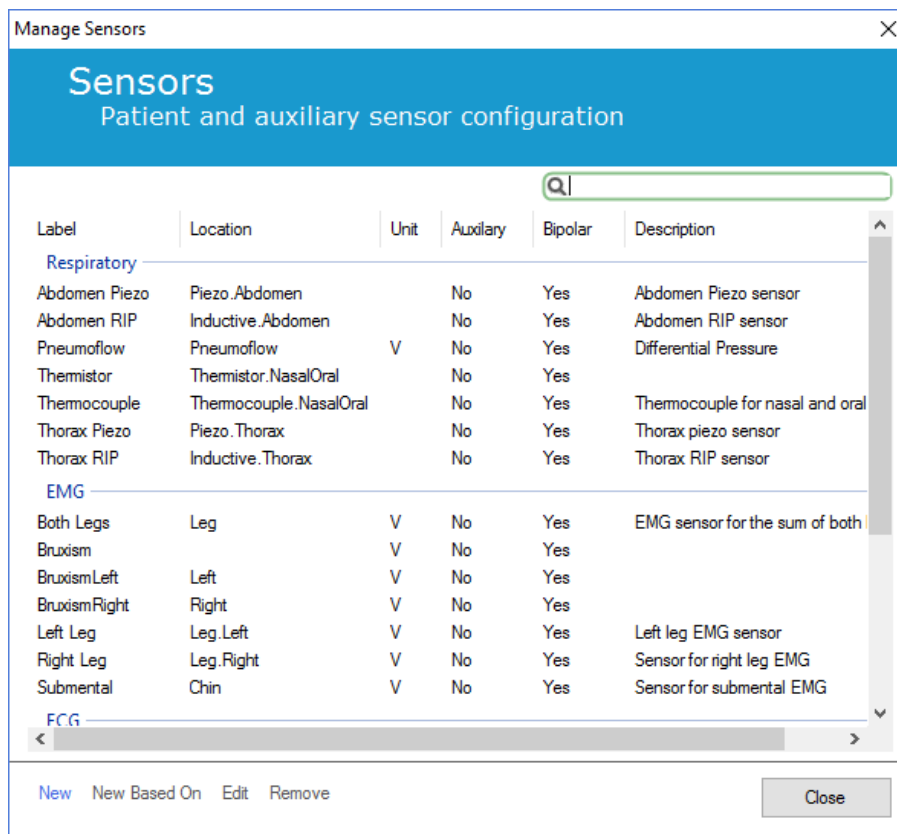 Manage Sensors
Sensors
Patient and auxiliary sensor configuration
Label Location Unit Auxilary Bipolar Description
Respiratory
Abdomen Piezo Piezo.Abdomen No Yes Abdomen Piezo sensor
Abdomen RIP Inductive.Abdomen No Yes Abdomen RIP sensor
Pneumoflow Pneumoflow V No Yes Differential Pressure
Thermistor Thermistor.NasalOral No Yes
Thermocouple Thermocouple.NasalOral No Yes Thermocouple for nasal and oral
Thorax Piezo Piezo.Thorax No Yes Thorax piezo sensor
Thorax RIP Inductive.Thorax No Yes Thorax RIP sensor
EMG
Both Legs Leg V No Yes EMG sensor for the sum of both
Bruxism V No Yes
BruxismLeft Left V No Yes
BruxismRight Right V No Yes
Left Leg Leg.Left V No Yes Left leg EMG sensor
Right Leg Leg.Right V No Yes Sensor for right leg EMG
Submental Chin V No Yes Sensor for submental EMG
ECG
New New Based On Edit Remove Close